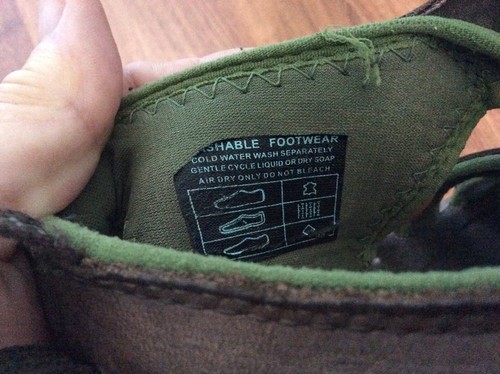 SHABLE FOOTWEAR
COLD WATER WASH SEPARATELY
GENTLE CYCLE LIQUID OR DRY SOAP
AIR DRY ONLY DO NOT BLEACH